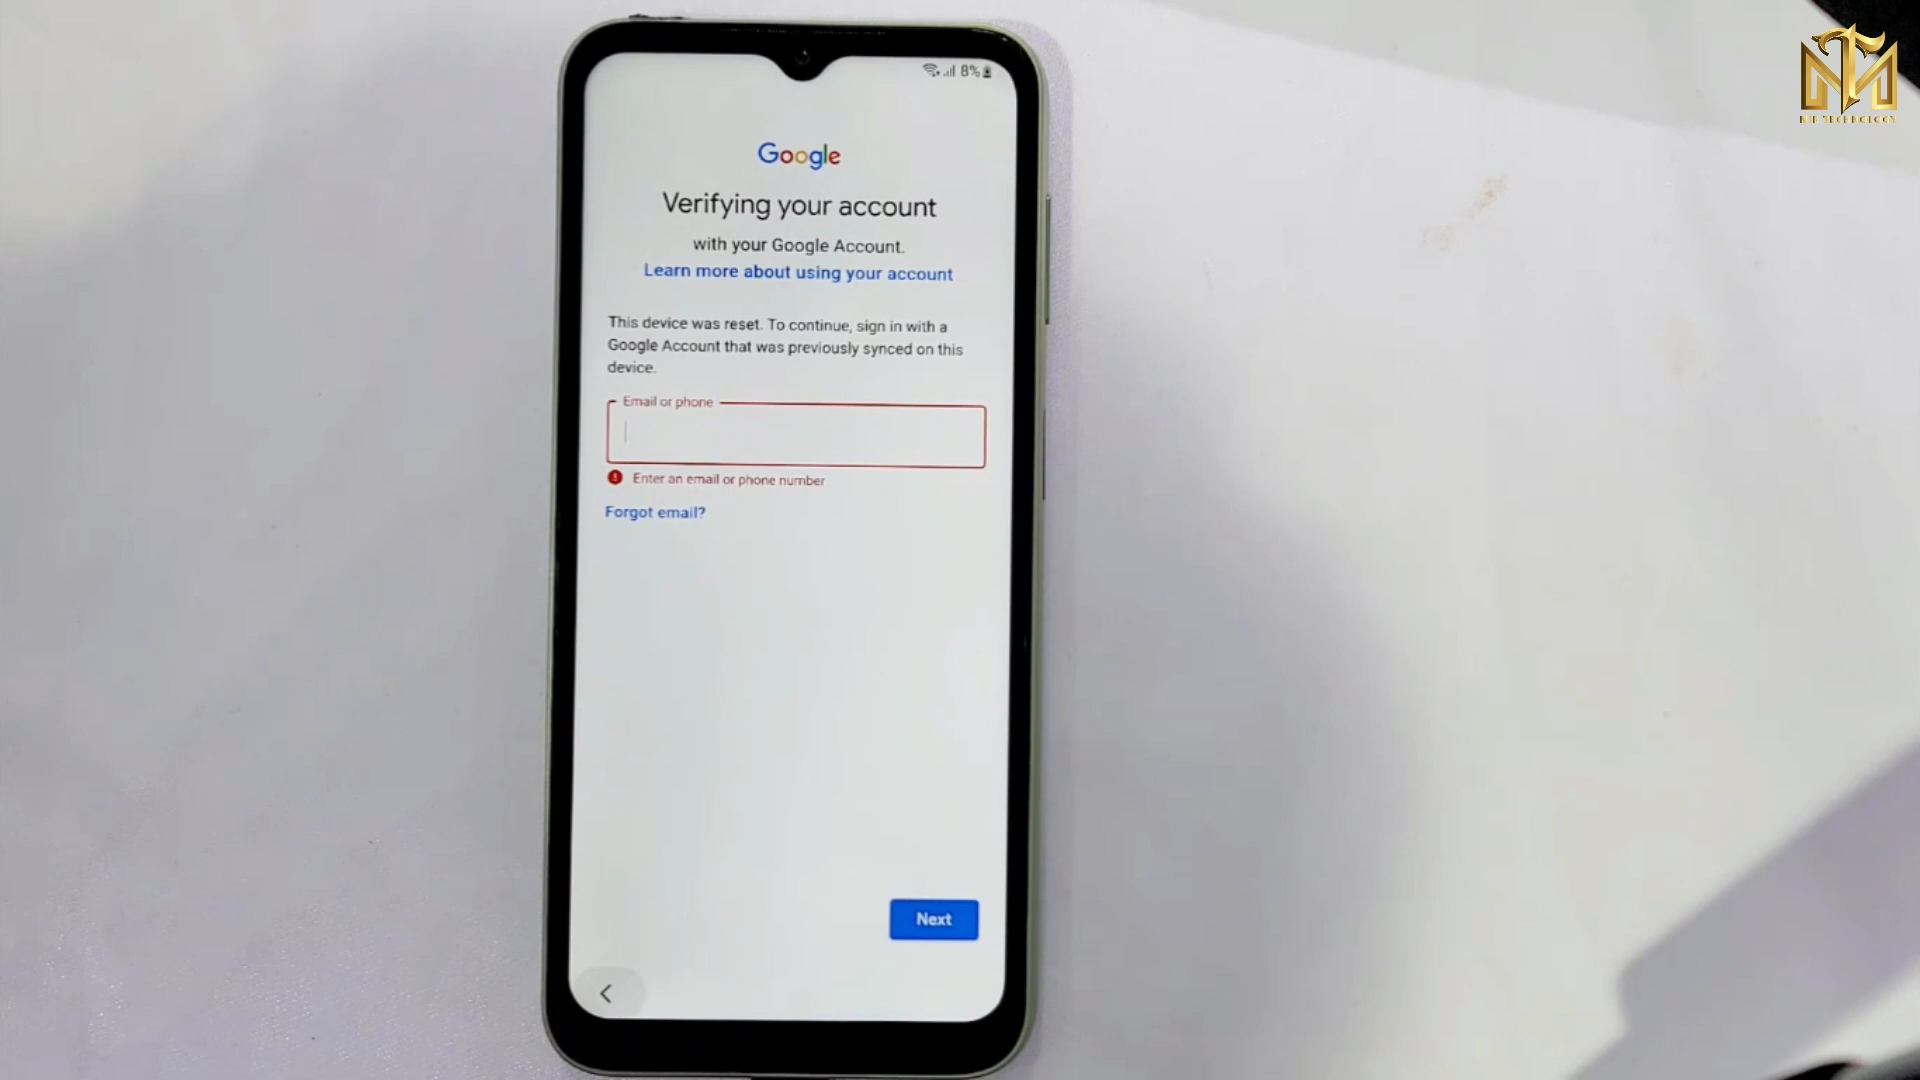 8%
Google
Verifying your account
with your Google Account.
Learn more about using your account
This device was reset. To continue, sign in with a
Google Account that was previously synced on this
device.
Email or phone
Enter an email or phone number
Forgot email?
Next